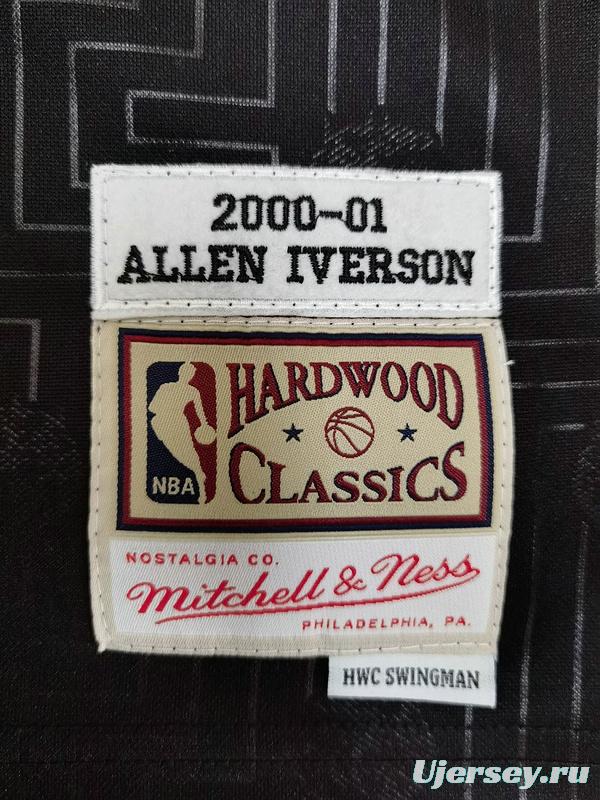 2000-01
ALLEN IVERSON
HARDWOOD
NBA
CLASSICS
NOSTALGIA CO.
Mitchell & Ness
PHILADELPHIA, PA.
HWC SWINGMAN
Ujersey.ru